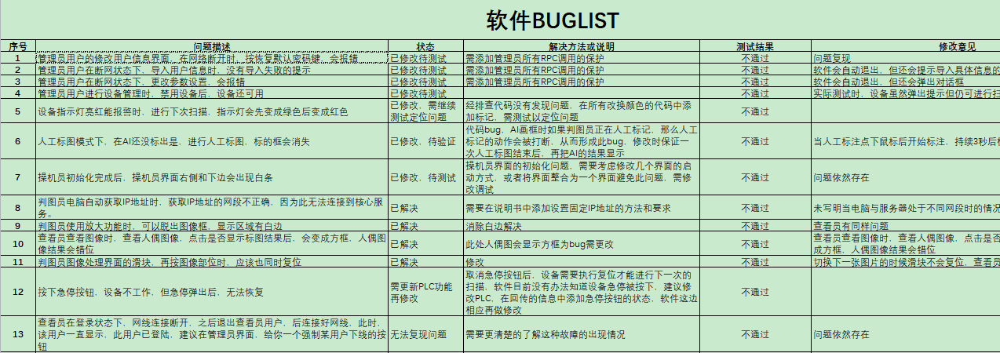 软件BUGLIST
序号 问题描述 状态 解决方法或说明 测试结果 修改意见
1 管理员用户的修改用户信息界面，在网络断开时，按恢复默认密码键，会报错 已修改待测试 需添加管理员所有RPC调用的保护 不通过 问题复现
2 管理员用户在断网状态下，导入用户信息时，没有导入失败的提示 已修改待测试 需添加管理员所有RPC调用的保护 不通过 软件会自动退出，但还会提示导入具体信息的
3 管理员用户在断网状态下，更改参数设置，会报错 已修改待测试 需添加管理员所有RPC调用的保护 不通过 软件会自动退出，但还会弹出对话框
4 管理员用户进行设备管理时，禁用设备后，设备还可用 已修改待测试 不通过 实际测试时，设备虽然弹出提示但仍可进行扫
5 设备指示灯亮红能报警时，进行下次扫描，指示灯会先变成绿色后变成红色 已修改，需继续
测试定位问题 经排查代码没有发现问题，在所有改换颜色的代码中添
加标记，需测试以定位问题 不通过
6 人工标图模式下，在AI还没标出是，进行人工标图，标的框会消失 已修改，待验证 代码bug，AI画框时如果判图员正在人工标记，那么人工
标记的动作会被打断，从而形成此bug，修改时保证一
次人工标图结束后，再把AI的结果显示 不通过 当人工标注点下鼠标后开始标注，持续3秒后
7 操机员初始化完成后，操机员界面右侧和下边会出现白条 已修改，待测试 操机员界面的初始化问题，需要考虑修改几个界面的启
动方式，或者将界面整合为一个界面避免此问题，需修
改调试 不通过 问题依然存在
8 判图员电脑自动获取IP地址时，获取IP地址的网段不正确，因为此无法连接到核心服
务。 已解决 需要在说明书中添加设置固定IP地址的方法和要求 不通过 未写明当电脑与服务器处于不同网段时的情况
9 判图员使用放大功能时，可以脱出图像框，显示区域有白边 已解决 消除白边解决 不通过 查看员有同样问题
10 查看员查看图像时，查看人偶图像，点击是否显示标图结果后，会变成方框，人偶图
像结果会错位 已解决 此处人偶图会显示方框为bug需更改 不通过 查看员查看图像时，查看人偶图像，点击是否
成方框，人偶图像结果会错位
11 判图员图像处理界面的滑块，再按图像部位时，应该也同时复位 已解决 修改 不通过 切换下一张图片的时候滑块不会复位，查看员
12 按下急停按钮，设备不工作，但急停弹出后，无法恢复 需更新PLC功能
再修改 取消急停按钮后，设备需要执行复位才能进行下一次的
扫描，软件目前没有办法知道设备急停被按下，建议修
改PLC，在回传的信息中添加急停按钮的状态，软件这边
相应再做修改 不通过
13 查看员在登录状态下，网线连接断开，之后退出查看员用户，后连接好网线，此时，
该用户一直显示，此用户已登陆，建议在管理员界面，给你一个强制某用户下线的按
钮 无法复现问题 需要更清楚的了解这种故障的出现情况 不通过 问题依然存在